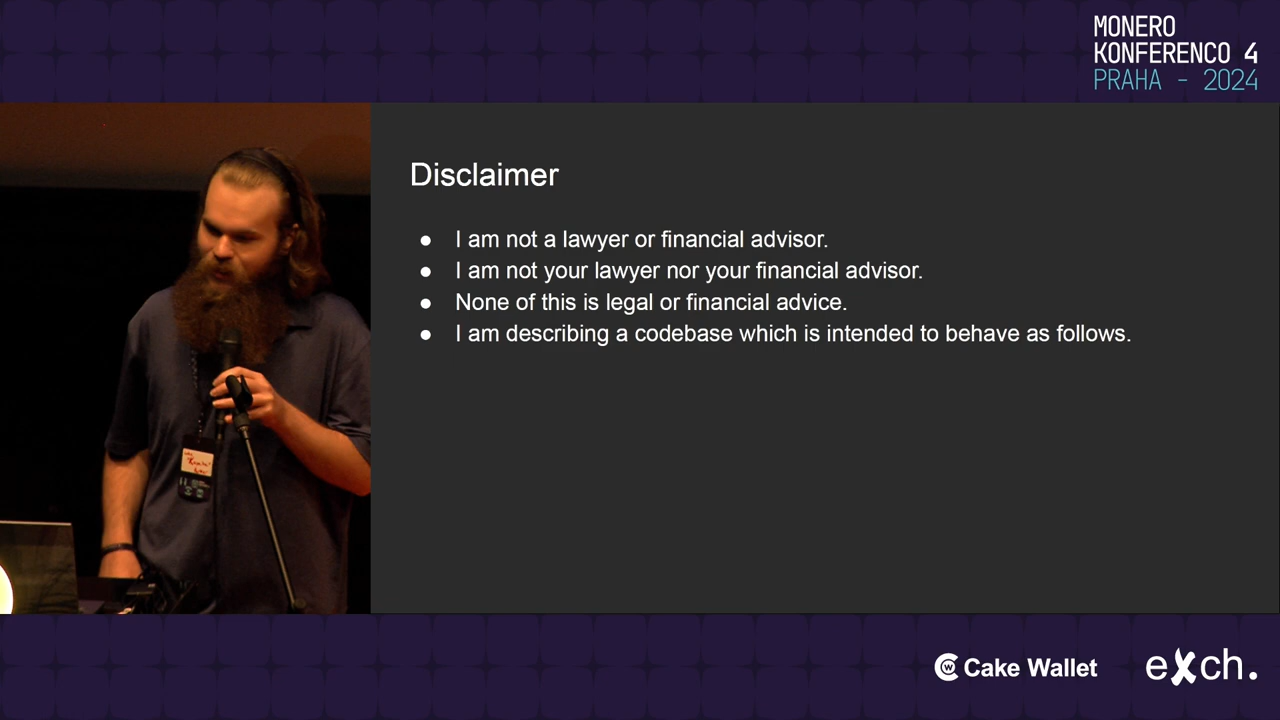 MONERO
KONFERENCO 4
PRAHA - 2024
Disclaimer
● I am not a lawyer or financial advisor.
● I am not your lawyer nor your financial advisor.
● None of this is legal or financial advice.
● I am describing a codebase which is intended to behave as follows.
Cake Wallet
exch.